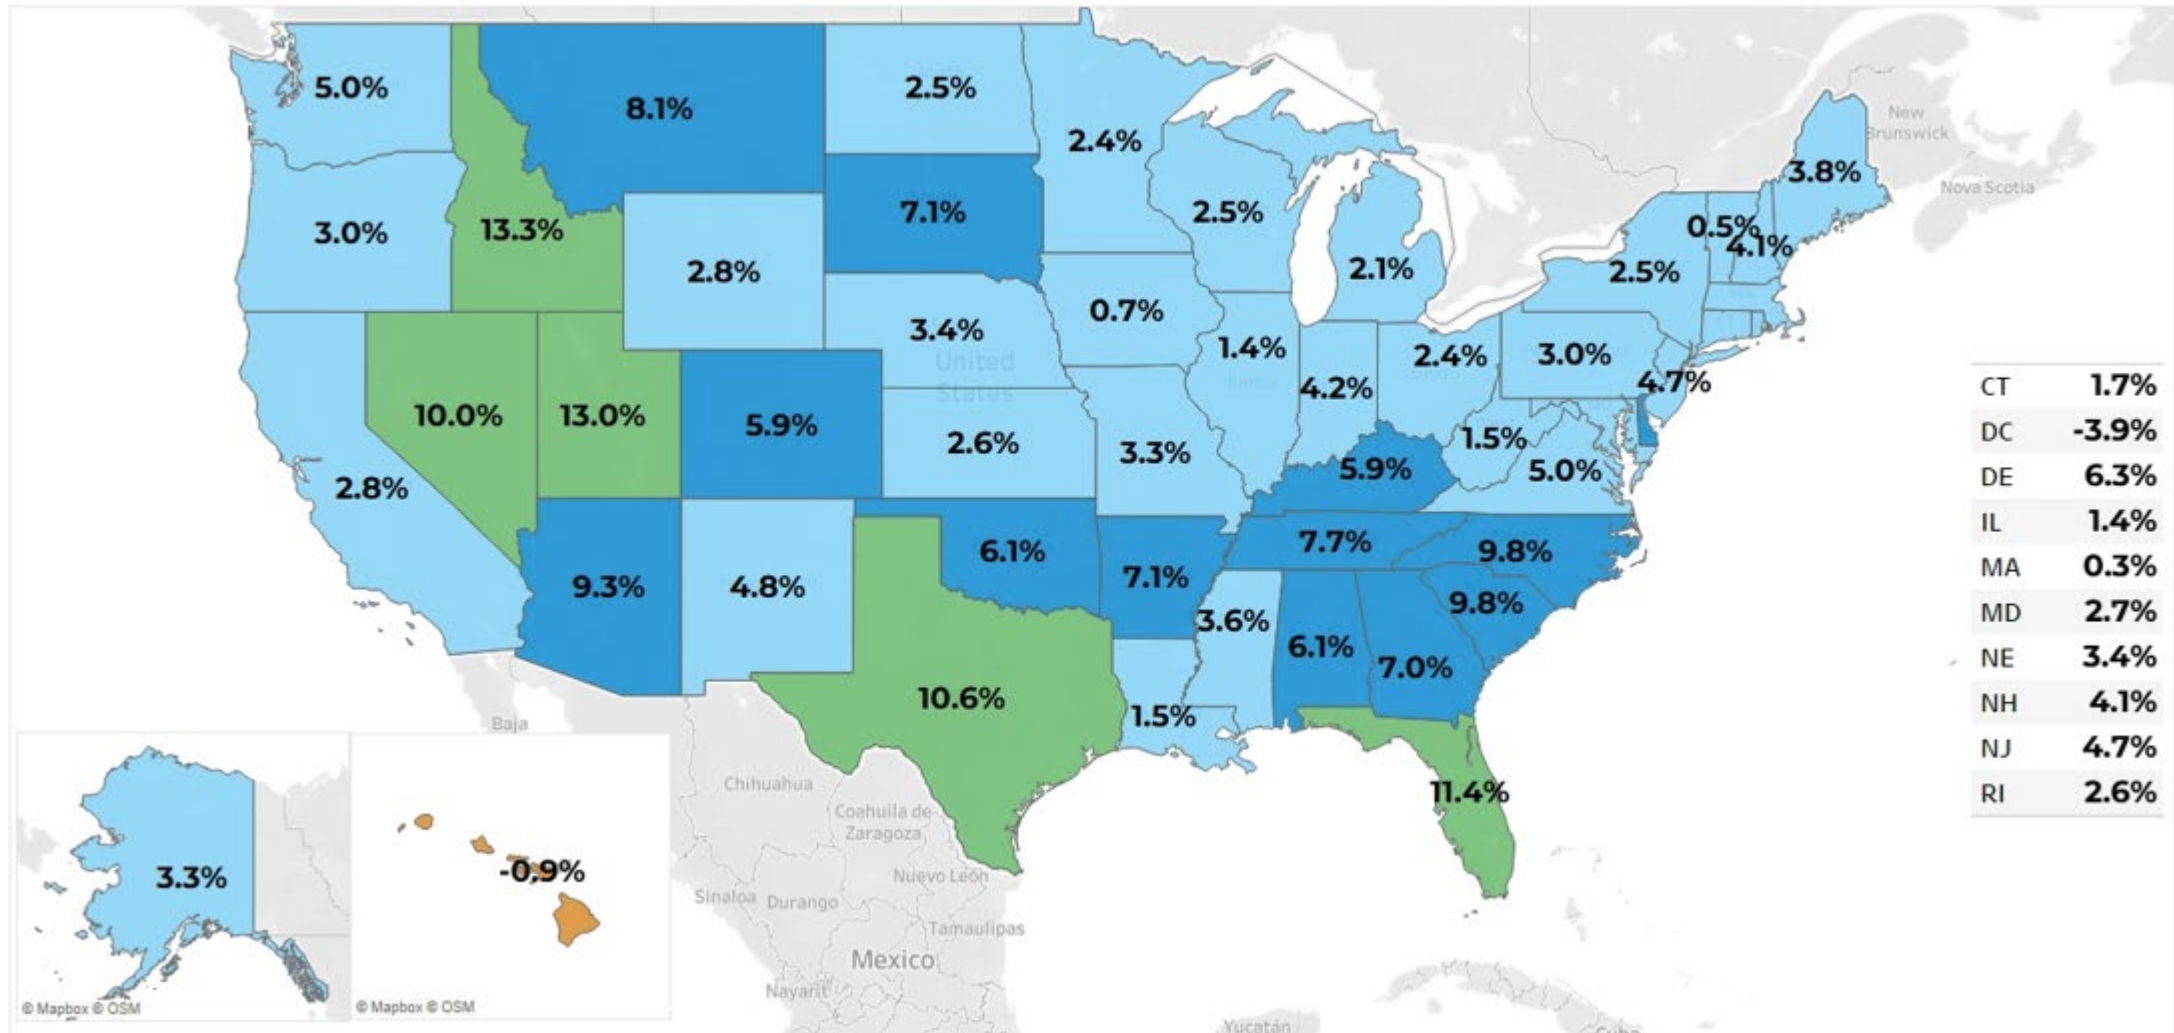 5.0%
8.1%
2.5%
2.4%
New
Brunswick
3.8%
Nova Scotia
3.0%
13.3%
7.1%
2.5%
0.5%
4.1%
2.8%
2.1%
2.5%
0.7%
3.4%
United
States
1.4%
2.4%
3.0%
4.2%
4.7%
10.0%
13.0%
5.9%
2.6%
3.3%
1.5%
5.9%
5.0%
2.8%
6.1%
7.7%
9.8%
9.3%
4.8%
7.1%
9.8%
3.6%
6.1%
7.0%
10.6%
1.5%
11.4%
CT 1.7%
DC -3.9%
DE 6.3%
IL 1.4%
MA 0.3%
MD 2.7%
NE 3.4%
NH 4.1%
NJ 4.7%
RI 2.6%
Baja
Chihuahua
Coahuila de
Zaragoza
Nuevo León
Sinaloa
Durango
Tamaulipas
Mexico
Nayarit
Yucatán
Cuba
3.3%
-0.9%
© Mapbox © OSM
© Mapbox © OSM